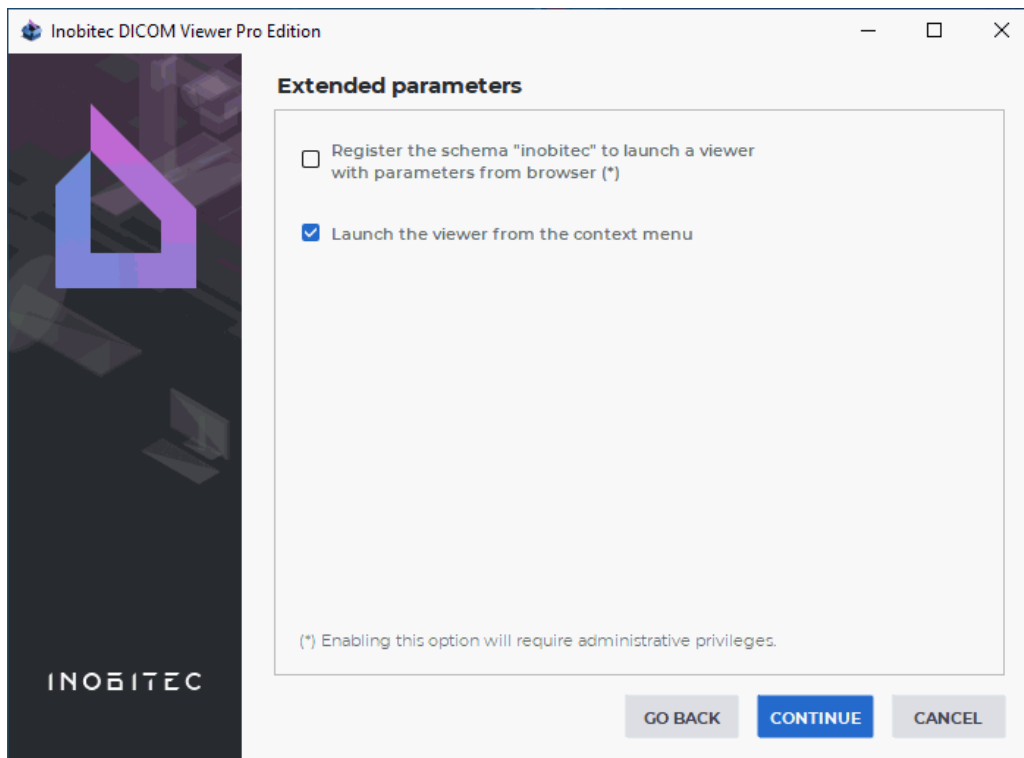 Inobitec DICOM Viewer Pro Edition
Extended parameters
Register the schema "inobitec" to launch a viewer
with parameters from browser (*)
Launch the viewer from the context menu
(*) Enabling this option will require administrative privileges.
INOBITEC
GO BACK
CONTINUE
CANCEL